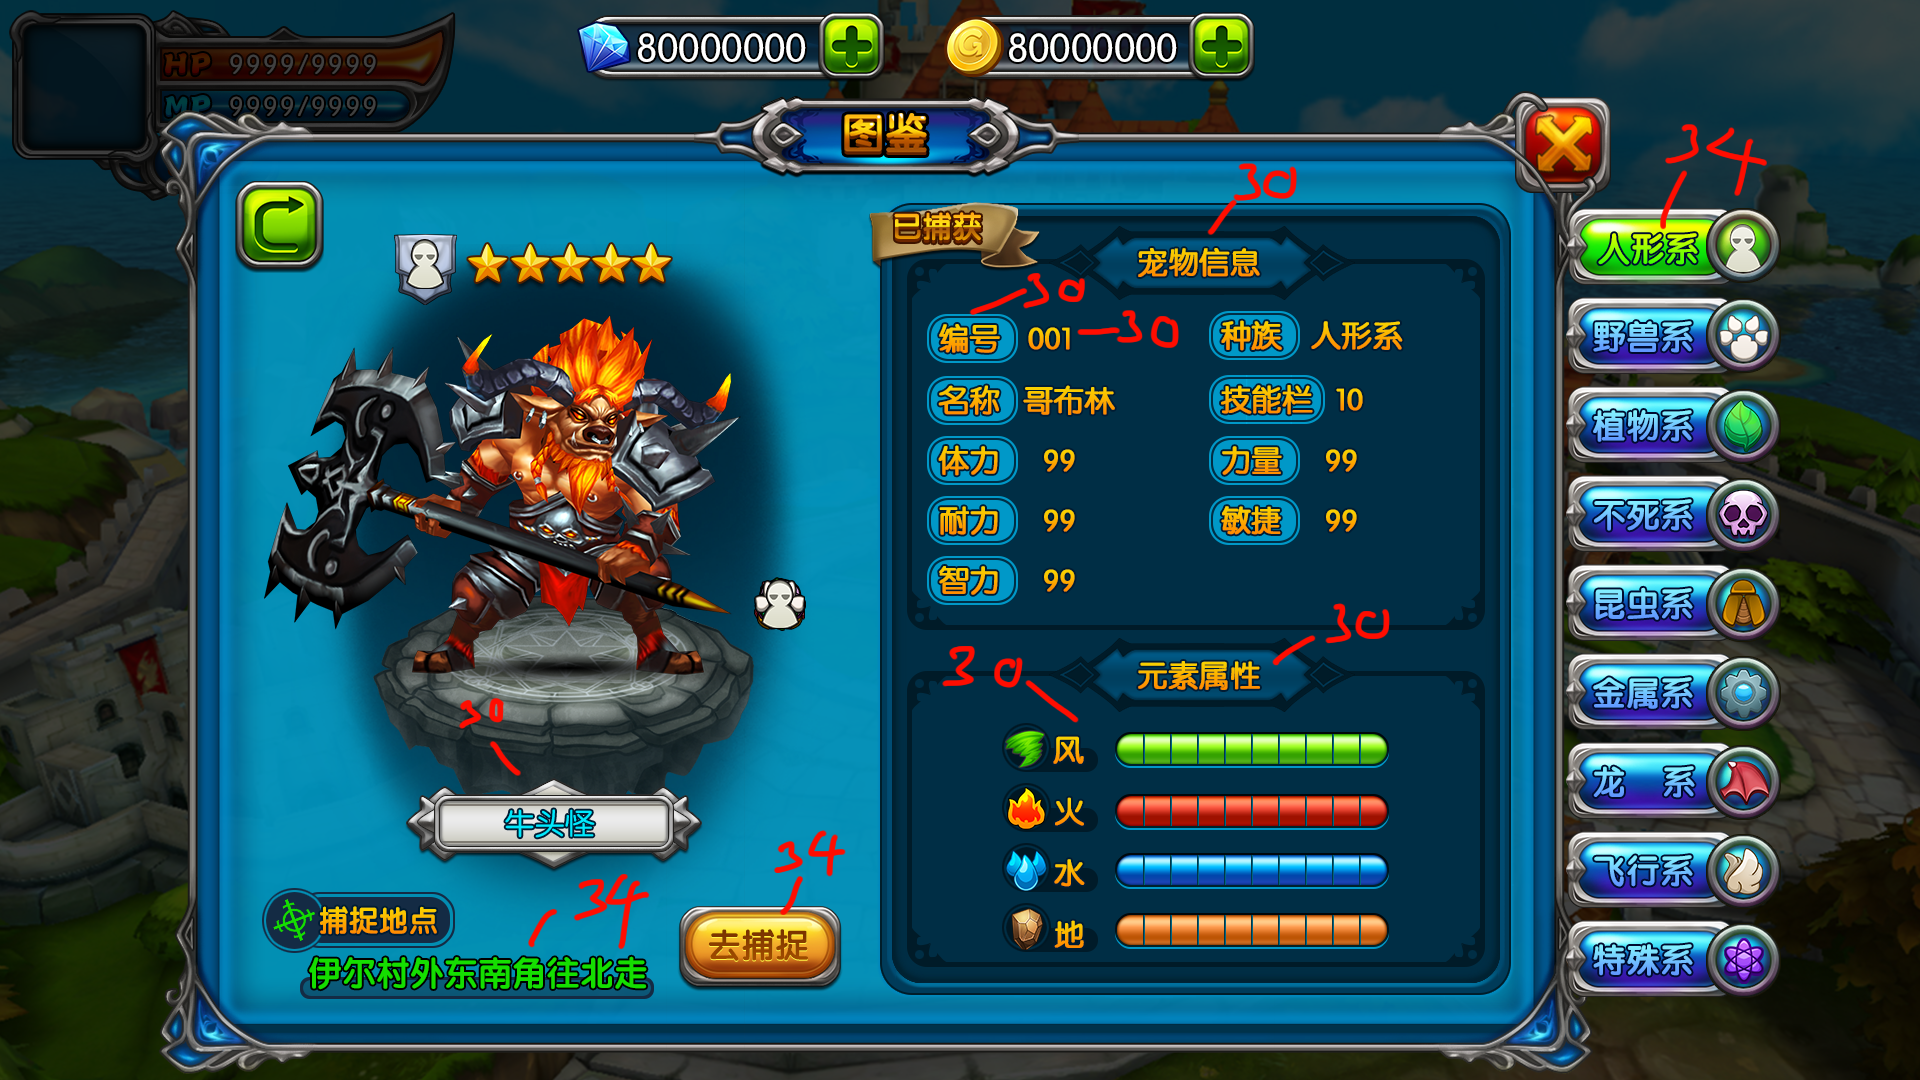 HP 9999/9999
MP 9999/9999
80000000
80000000
图鉴
34
人形系
野兽系
植物系
不死系
昆虫系
金属系
龙 系
飞行系
特殊系
已捕获
30
宠物信息
30
编号 001 30
种族 人形系
名称 哥布林
技能栏 10
体力 99
力量 99
耐力 99
敏捷 99
智力 99
30
元素属性
30
风
火
水
地
30
牛头怪
捕捉地点
34
伊尔村外东南角往北走
34
去捕捉